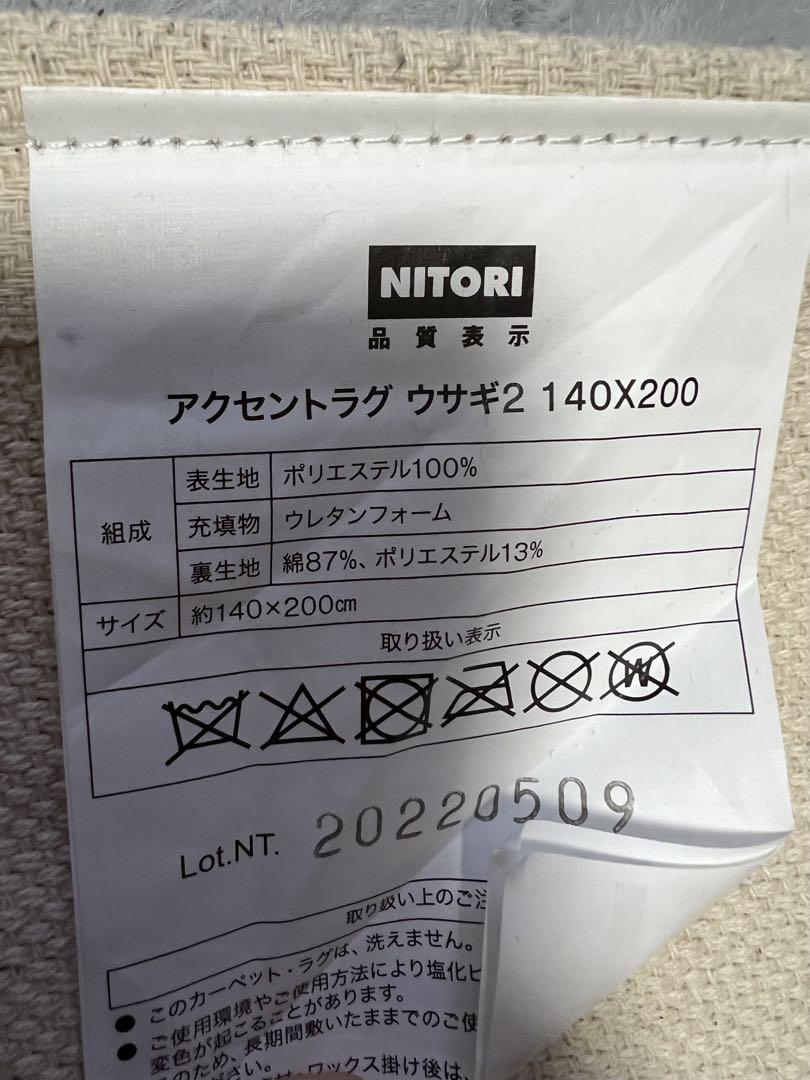 NITORI
品質表示
アクセントラグ ウサギ2 140X200
組成
表生地 ポリエステル100%
充填物 ウレタンフォーム
裏生地 綿87%、ポリエステル13%
サイズ 約140×200㎝
取り扱い表示
W
Lot.NT. 20220509
取り扱い上のご注
このカーペット・ラグは、洗えません。
● ご使用環境やご使用方法により塩化ビ
変色が起こることがあります。
● このため、長期間敷いたままでのご使
ださい。
ワックス掛け後は、